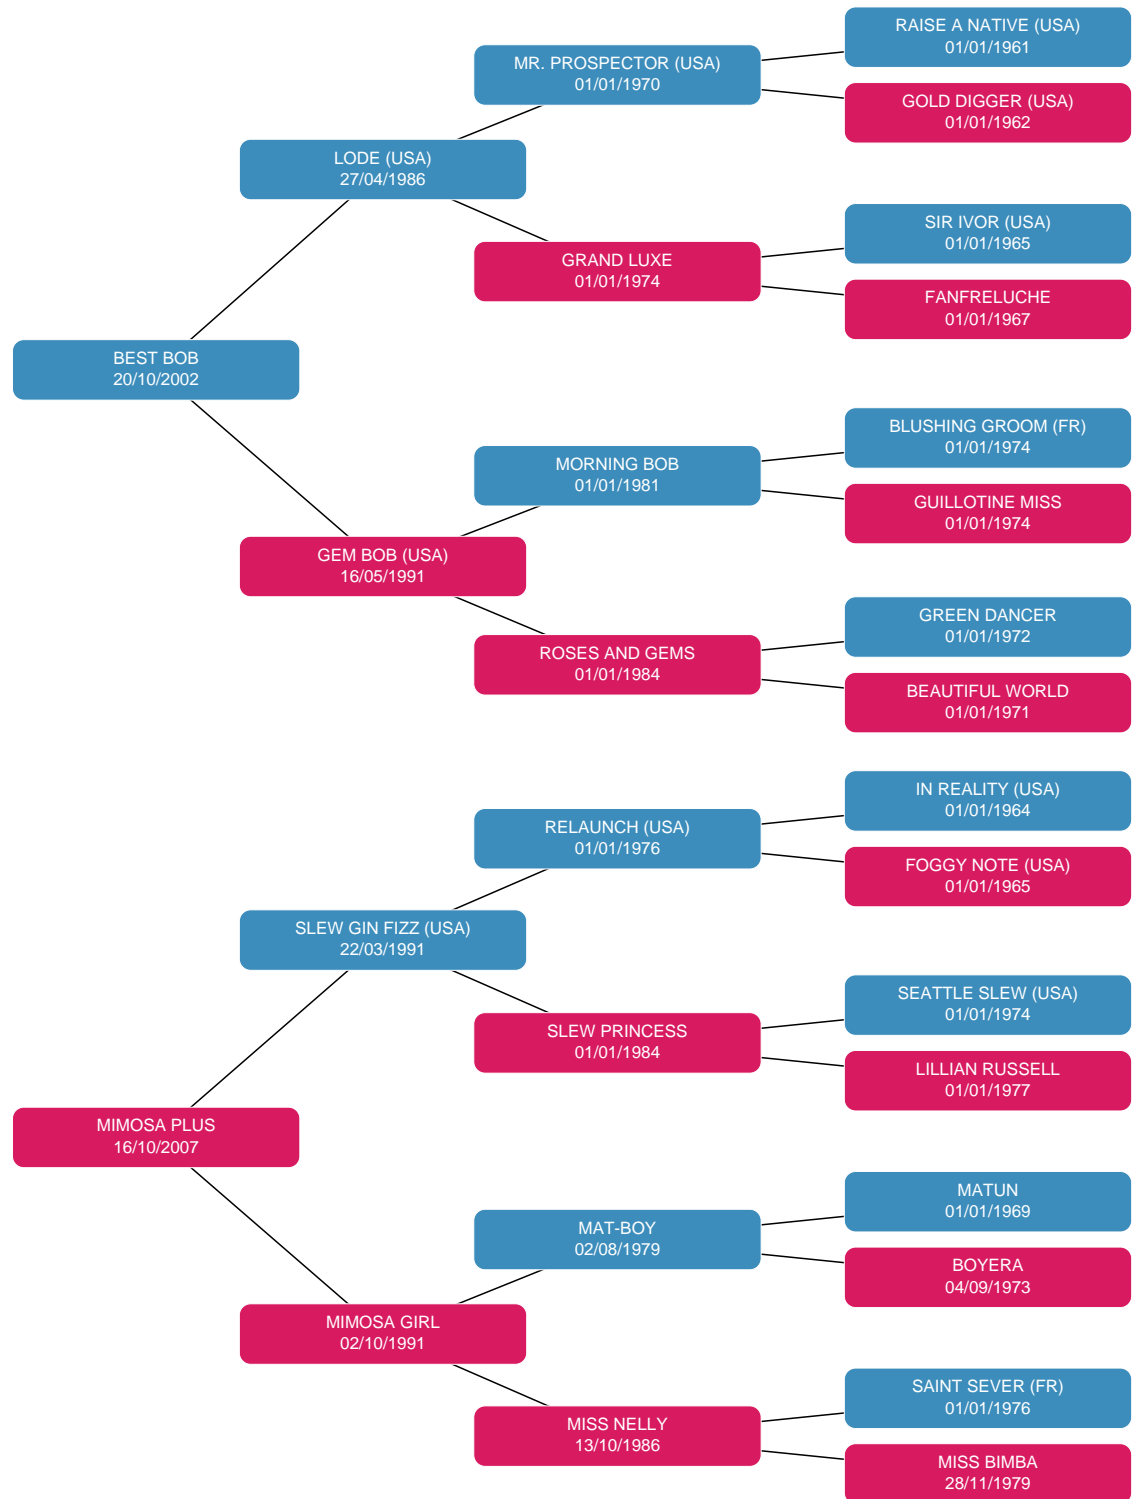 RAISE A NATIVE (USA)
01/01/1961
MR. PROSPECTOR (USA)
01/01/1970
GOLD DIGGER (USA)
01/01/1962
LODE (USA)
27/04/1986
SIR IVOR (USA)
01/01/1965
GRAND LUXE
01/01/1974
FANFRELUCHE
01/01/1967
BEST BOB
20/10/2002
BLUSHING GROOM (FR)
01/01/1974
MORNING BOB
01/01/1981
GUILLOTINE MISS
01/01/1974
GEM BOB (USA)
16/05/1991
GREEN DANCER
01/01/1972
ROSES AND GEMS
01/01/1984
BEAUTIFUL WORLD
01/01/1971
IN REALITY (USA)
01/01/1964
RELAUNCH (USA)
01/01/1976
FOGGY NOTE (USA)
01/01/1965
SLEW GIN FIZZ (USA)
22/03/1991
SEATTLE SLEW (USA)
01/01/1974
SLEW PRINCESS
01/01/1984
LILLIAN RUSSELL
01/01/1977
MIMOSA PLUS
16/10/2007
MATUN
01/01/1969
MAT-BOY
02/08/1979
BOYERA
04/09/1973
MIMOSA GIRL
02/10/1991
SAINT SEVER (FR)
01/01/1976
MISS NELLY
13/10/1986
MISS BIMBA
28/11/1979